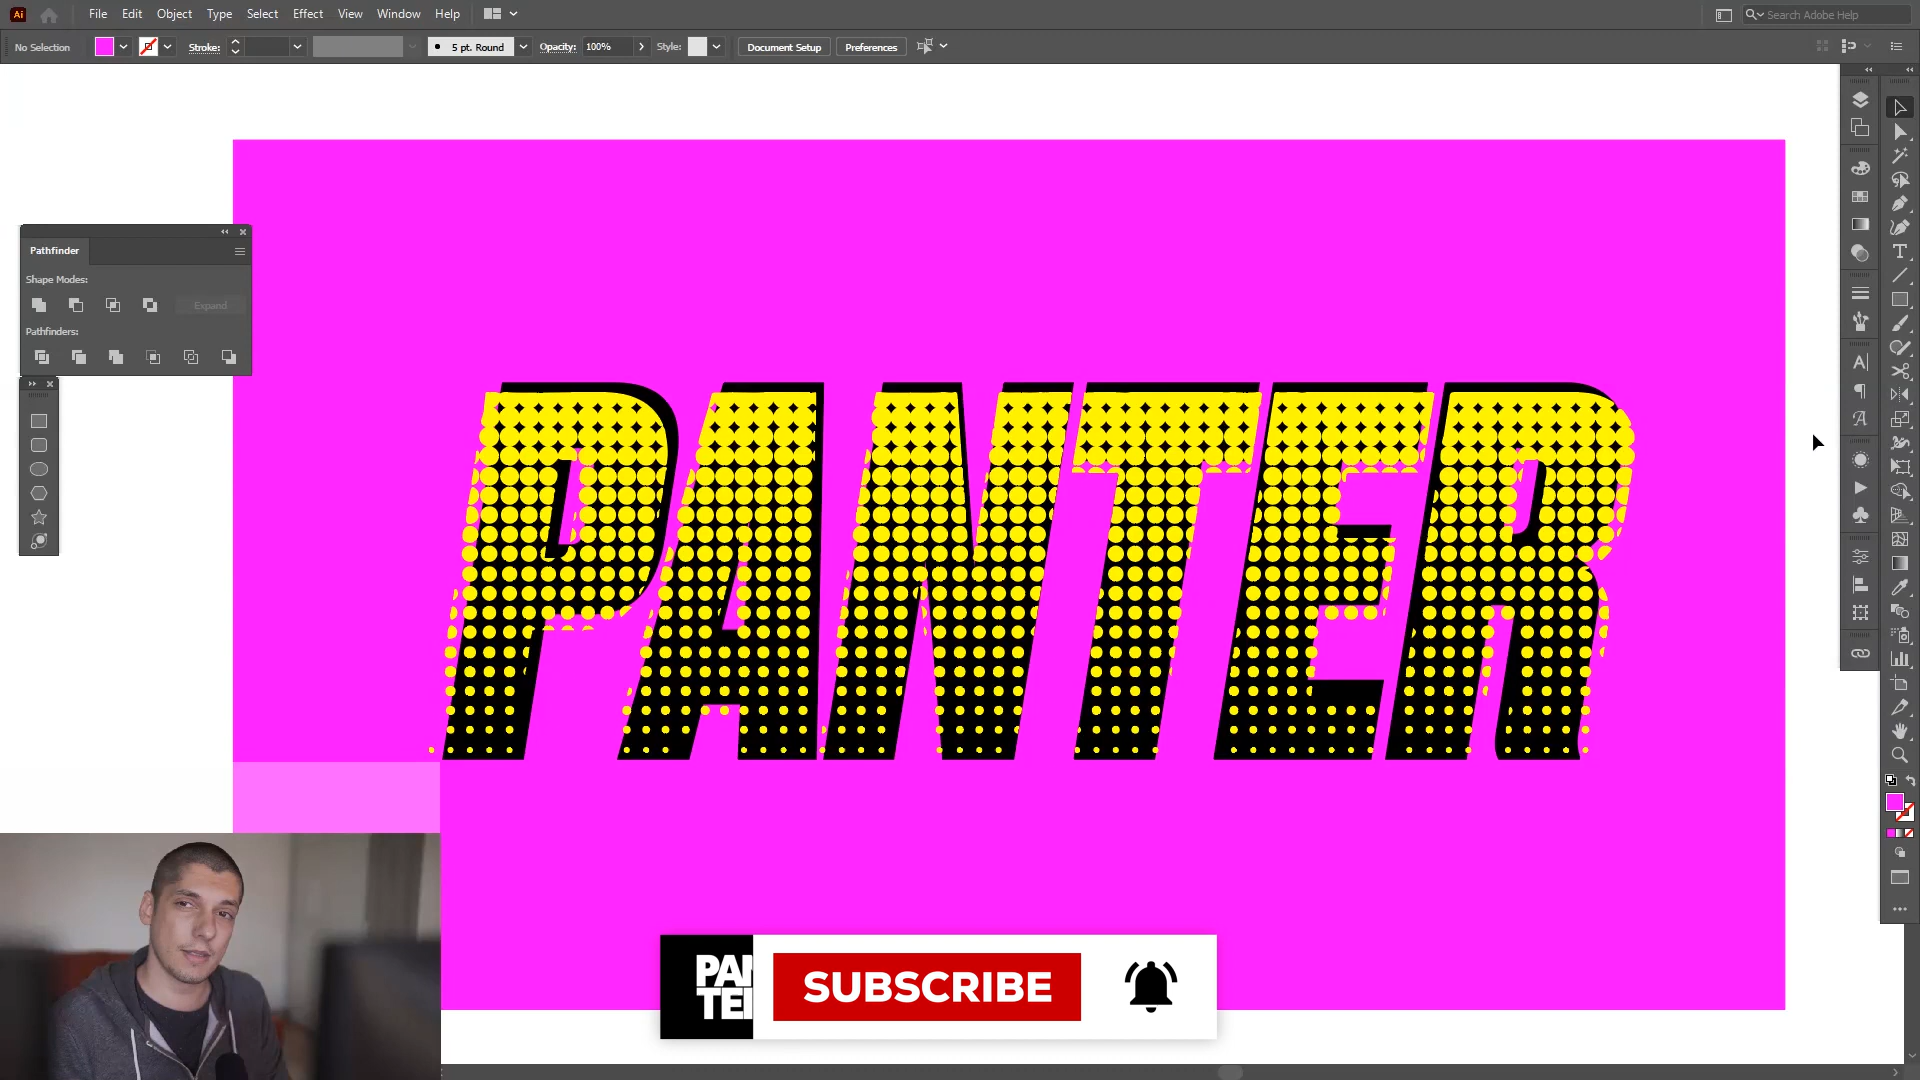 Ai File Edit Object Type Select Effect View Window Help Search Adobe Help
No Selection Stroke: 5 pt. Round Opacity: 100% Style: Document Setup Preferences
Pathfinder
Shape Modes:
Expand
Pathfinders:
PANTER
PAN
TE
SUBSCRIBE